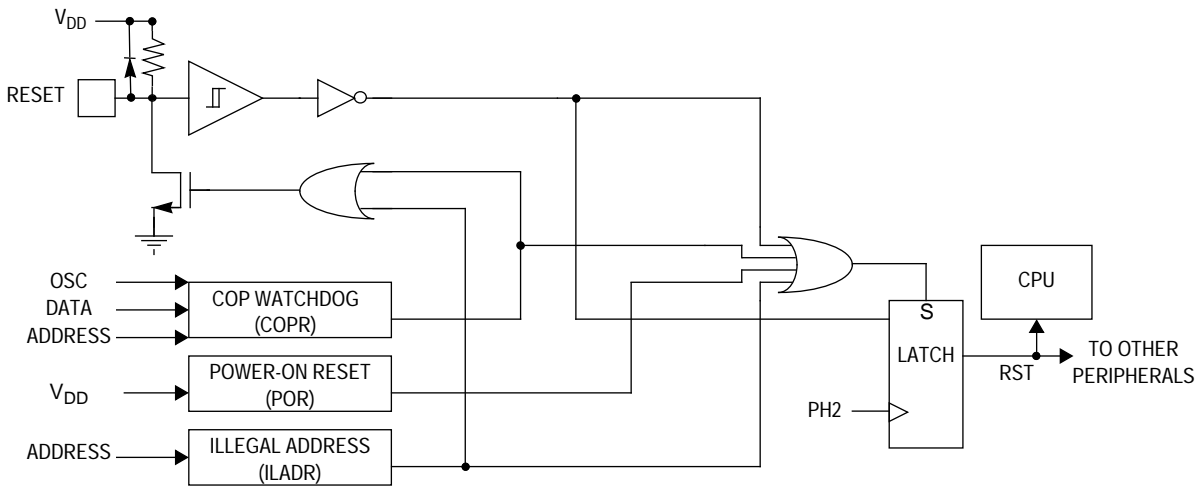 VDD
RESET
OSC
DATA
ADDRESS
COP WATCHDOG
(COPR)
VDD
POWER-ON RESET
(POR)
ADDRESS
ILLEGAL ADDRESS
(ILADR)
S
LATCH
PH2
CPU
RST
TO OTHER
PERIPHERALS